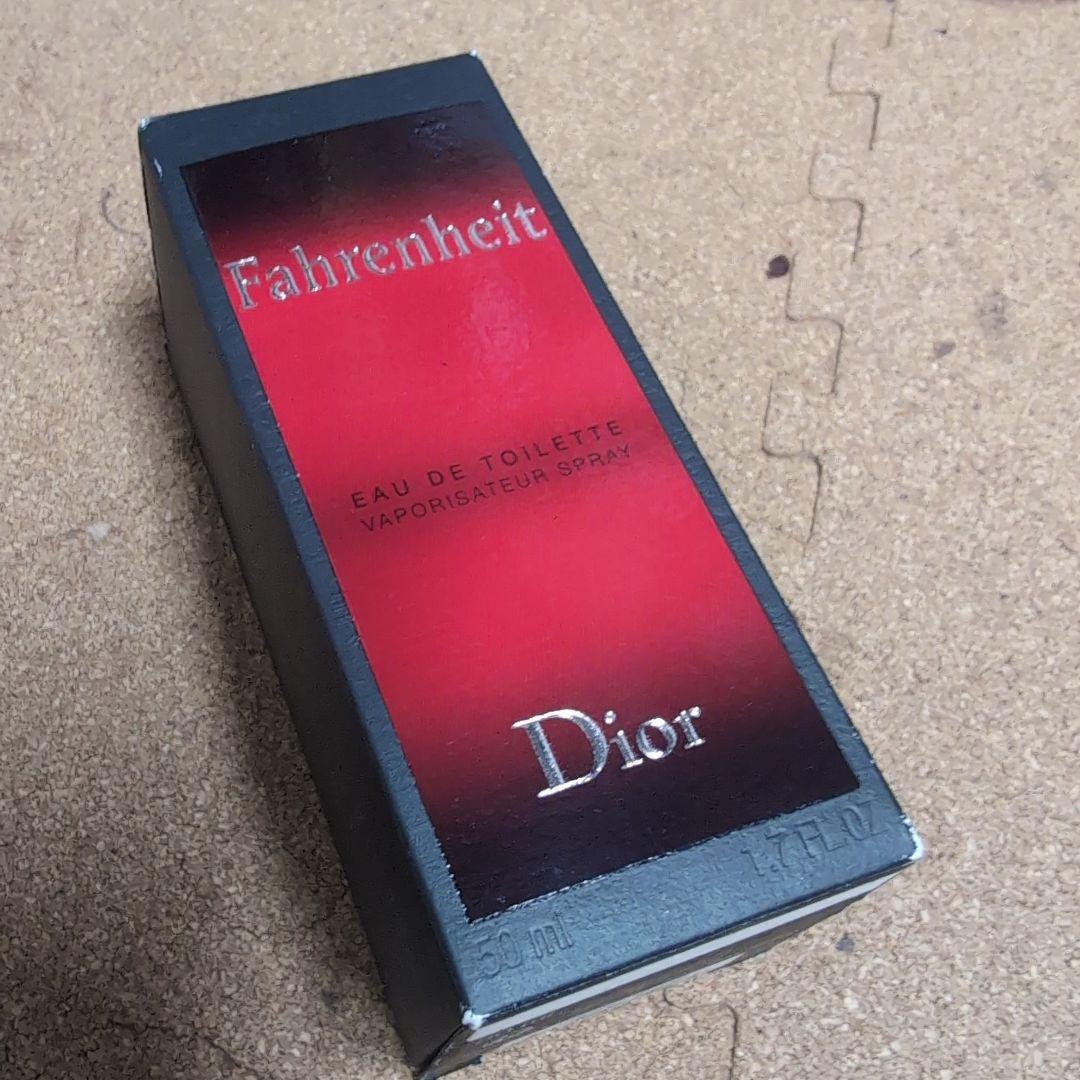 Fahrenheit
EAU DE TOILETTE
VAPORISATEUR SPRAY
Dior
50 ml
1.7 FL.OZ